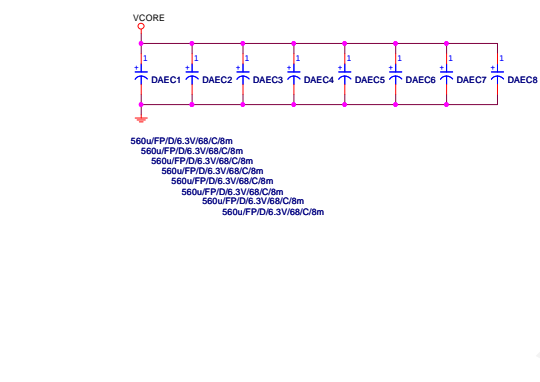 VCORE
1 1 1 1 1 1 1 1
+ + + + + + + +
DAEC1 DAEC2 DAEC3 DAEC4 DAEC5 DAEC6 DAEC7 DAEC8
560u/FP/D/6.3V/68/C/8m
560u/FP/D/6.3V/68/C/8m
560u/FP/D/6.3V/68/C/8m
560u/FP/D/6.3V/68/C/8m
560u/FP/D/6.3V/68/C/8m
560u/FP/D/6.3V/68/C/8m
560u/FP/D/6.3V/68/C/8m
560u/FP/D/6.3V/68/C/8m